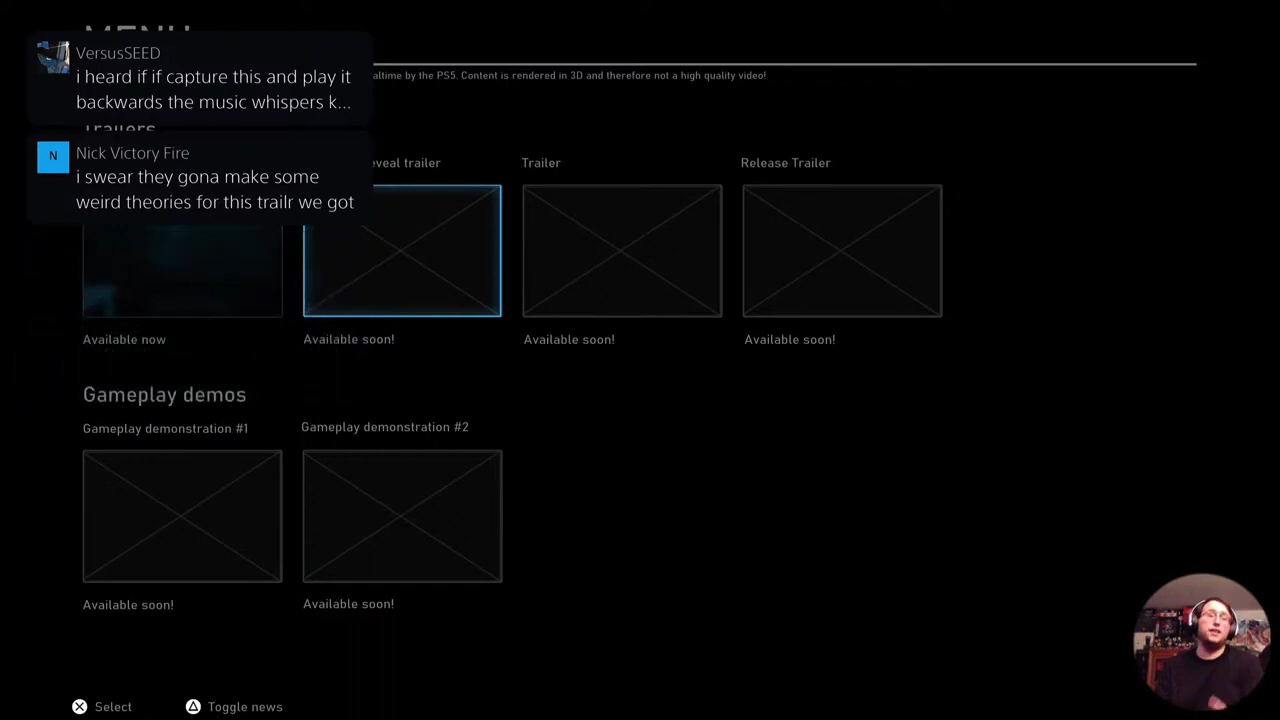 MENU
VersusSEED
i heard if if capture this and play it
backwards the music whispers k...
altime by the PS5. Content is rendered in 3D and therefore not a high quality video!
Trailers
N
Nick Victory Fire
i swear they gona make some
weird theories for this trailr we got
eveal trailer
Trailer
Release Trailer
Available now
Available soon!
Available soon!
Available soon!
Gameplay demos
Gameplay demonstration #1
Gameplay demonstration #2
Available soon!
Available soon!
Select
Toggle news